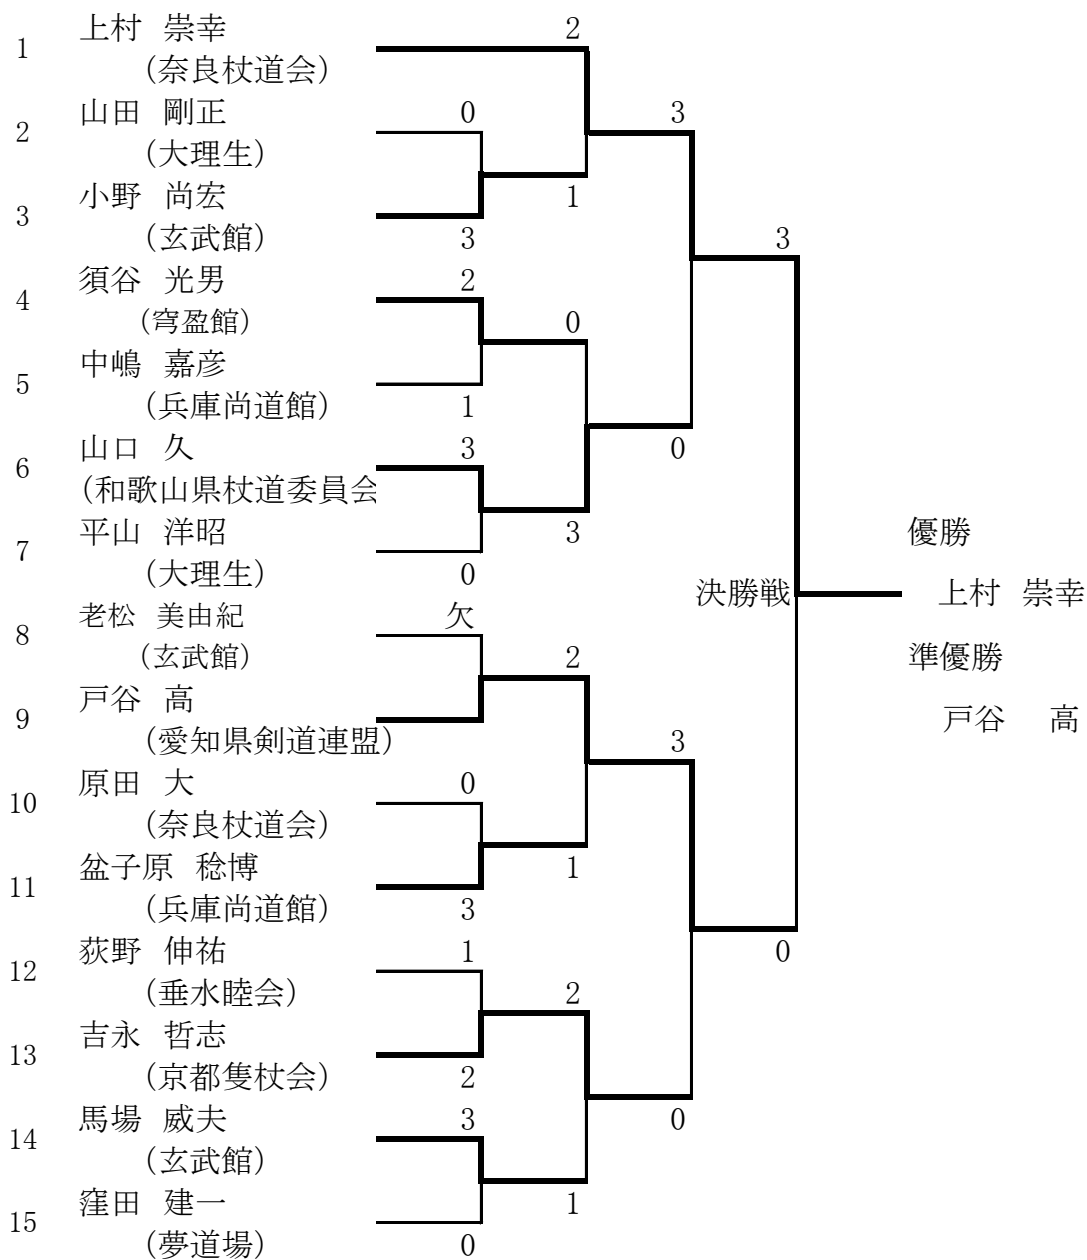 上村 崇幸 2
1
(奈良杖道会)
山田 剛正 0 3
2
(大理生)
小野 尚宏 1
3
(玄武館) 3 3
須谷 光男 2
4
(穹盈館) 0
中嶋 嘉彦
5
(兵庫尚道館) 1
山口 久 3 0
6
(和歌山県杖道委員会
平山 洋昭 3 優勝
7
(大理生) 0
決勝戦 上村 崇幸
老松 美由紀 欠
8
(玄武館) 2 準優勝
戸谷 高
9 戸谷 高
(愛知県剣道連盟) 3
原田 大 0
10
(奈良杖道会)
盆子原 稔博 1
11
(兵庫尚道館) 3
荻野 伸祐 1 0
12
(垂水睦会) 2
吉永 哲志
13
(京都隻杖会) 2
馬場 威夫 3 0
14
(玄武館)
窪田 建一 1
15
(夢道場) 0